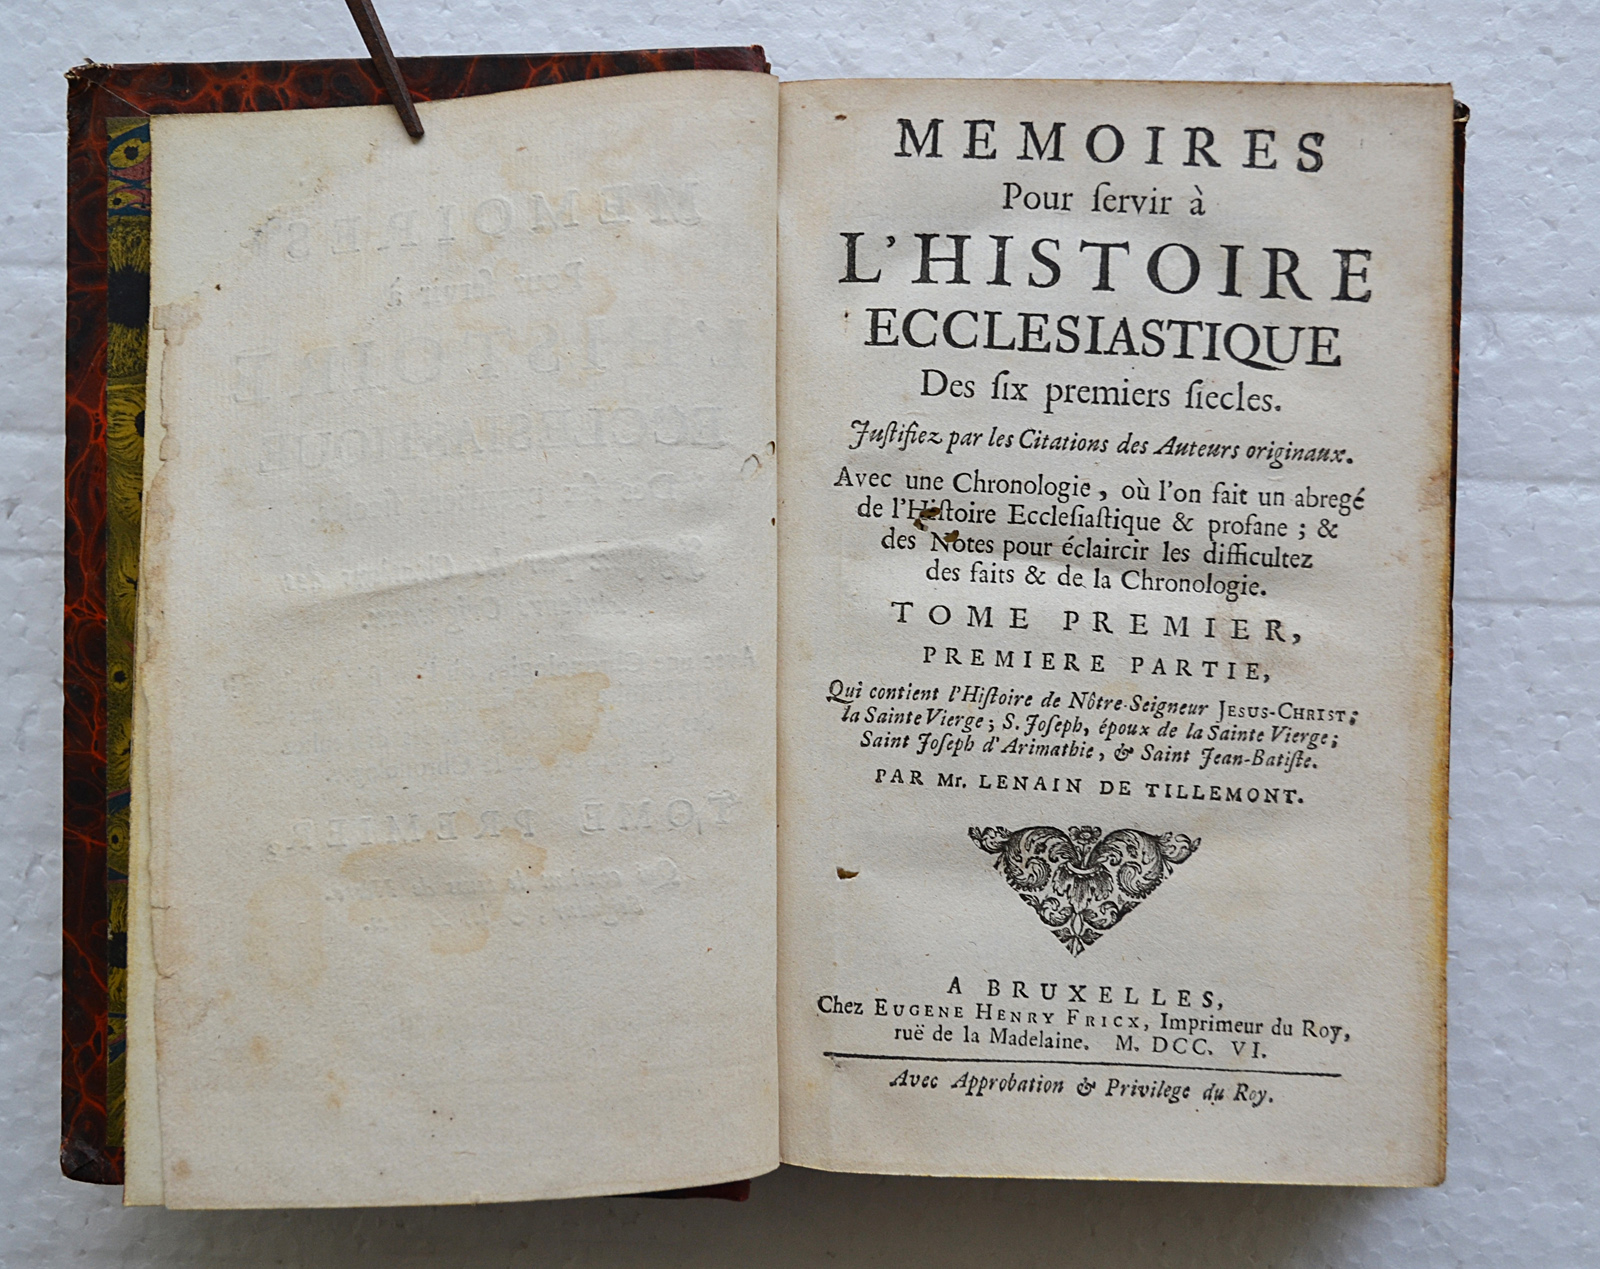 MEMOIRES
Pour ſervir à
L'HISTOIRE
ECCLESIASTIQUE
Des ſix premiers ſiecles.
Juſtifiez par les Citations des Auteurs originaux.
Avec une Chronologie, où l'on fait un abregé
de l'Hiſtoire Eccleſiaſtique & profane; &
des Notes pour éclaircir les difficultez
des faits & de la Chronologie.
TOME PREMIER,
PREMIERE PARTIE,
Qui contient l'Hiſtoire de Nôtre-Seigneur JESUS-CHRIST;
la Sainte Vierge; S. Joſeph, époux de la Sainte Vierge;
Saint Joſeph d'Arimathie, & Saint Jean-Batiſte.
PAR Mr. LENAIN DE TILLEMONT.
A BRUXELLES,
Chez EUGENE HENRY FRICX, Imprimeur du Roy,
ruë de la Madelaine. M. DCC. VI.
Avec Approbation & Privilege du Roy.